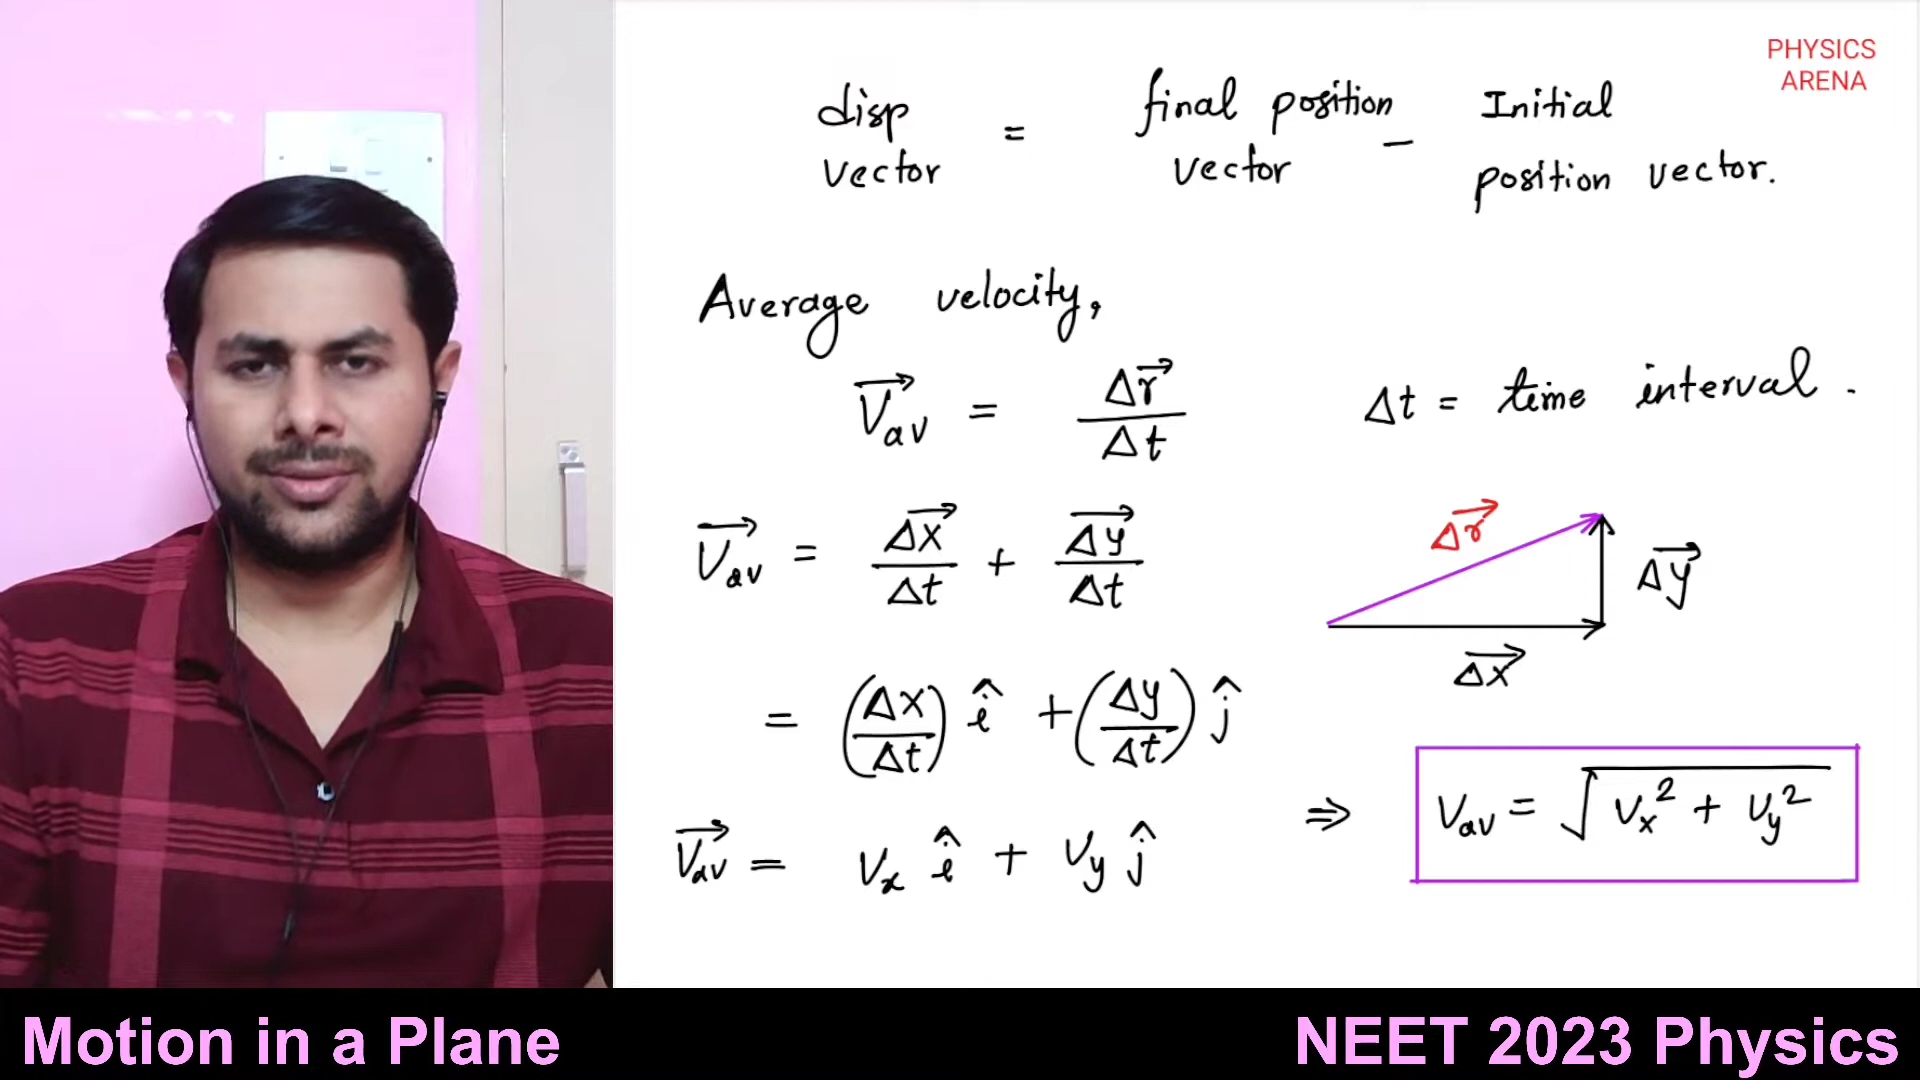 PHYSICS
ARENA
disp vector = final position vector – Initial position vector.
Average velocity,
V⃗av = Δr⃗/Δt    Δt = time interval.
V⃗av = Δx⃗/Δt + Δy⃗/Δt
Δr⃗
Δy⃗
Δx⃗
= (Δx/Δt) î + (Δy/Δt) ĵ
V⃗av = Vx î + Vy ĵ ⇒ Vav = √(Vx² + Vy²)
Motion in a Plane
NEET 2023 Physics